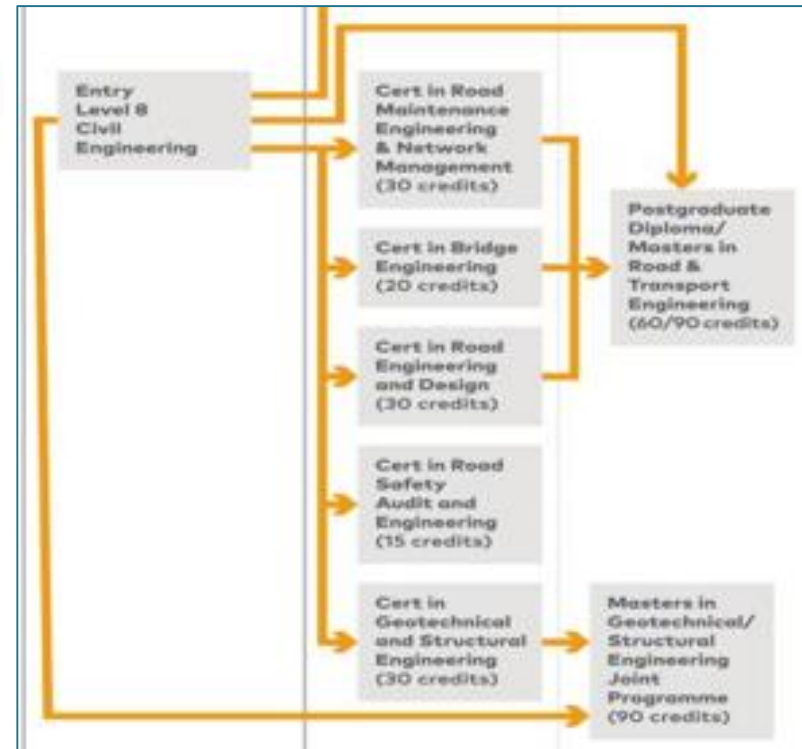 Entry
Level 8
Civil
Engineering
Cert in Road
Maintenance
Engineering
& Network
Management
(30 credits)
Cert in Bridge
Engineering
(20 credits)
Cert in Road
Engineering
and Design
(30 credits)
Cert in Road
Safety
Audit and
Engineering
(15 credits)
Cert in
Geotechnical
and Structural
Engineering
(30 credits)
Postgraduate
Diploma/
Masters in
Road &
Transport
Engineering
(60/90 credits)
Masters in
Geotechnical/
Structural
Engineering
Joint
Programme
(90 credits)